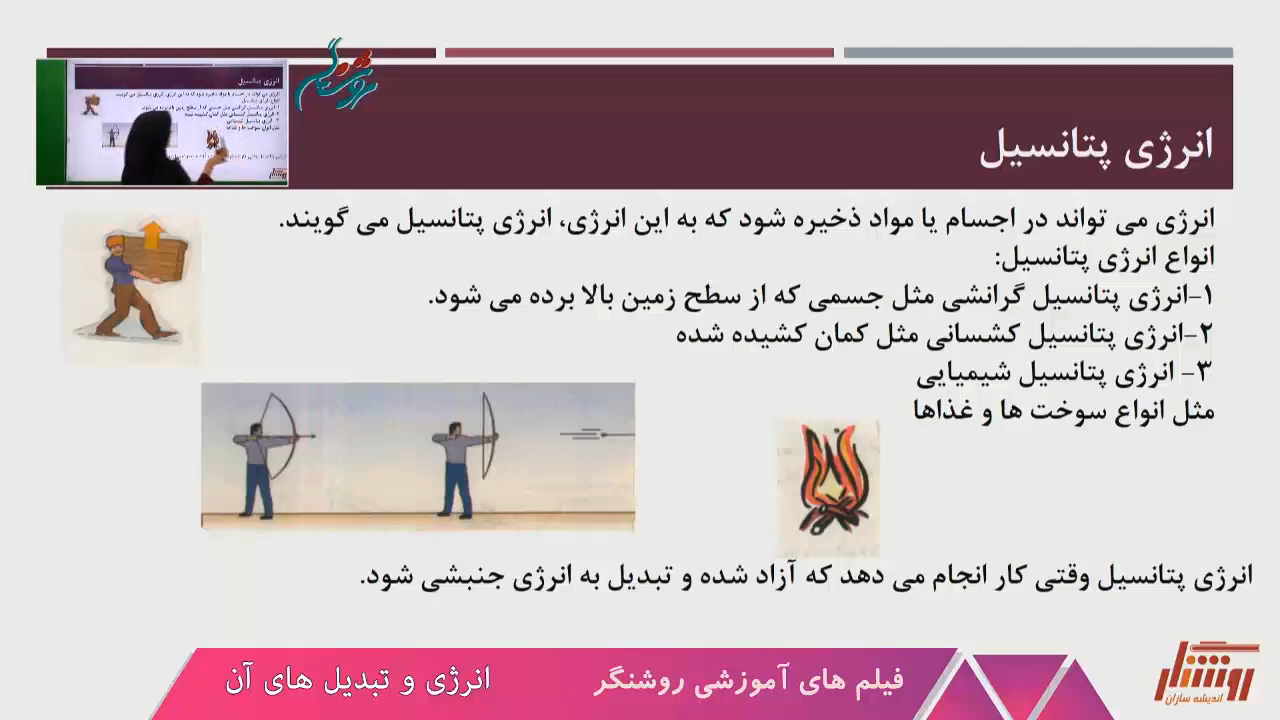 انرژی پتانسیل
انرژی می تواند در اجسام یا مواد ذخیره شود که به این انرژی، انرژی پتانسیل می گویند.
انواع انرژی پتانسیل:
۱-انرژی پتانسیل گرانشی مثل جسمی که از سطح زمین بالا برده می شود.
۲-انرژی پتانسیل کشسانی مثل کمان کشیده شده
۳- انرژی پتانسیل شیمیایی
مثل انواع سوخت ها و غذاها
انرژی پتانسیل وقتی کار انجام می دهد که آزاد شده و تبدیل به انرژی جنبشی شود.
فیلم های آموزشی روشنگر
انرژی و تبدیل های آن
روشنگر
اندیشه سازان